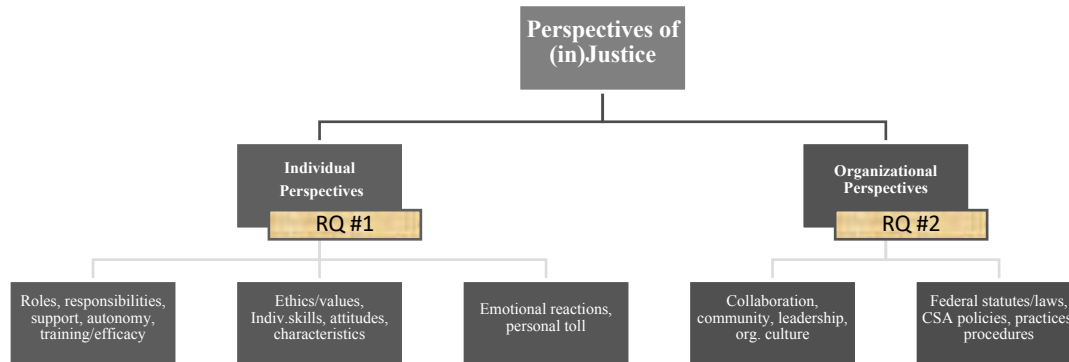 Perspectives of
(in)Justice
Individual
Perspectives
RQ #1
Organizational
Perspectives
RQ #2
Roles, responsibilities,
support, autonomy,
training/efficacy
Ethics/values,
Indiv.skills, attitudes,
characteristics
Emotional reactions,
personal toll
Collaboration,
community, leadership,
org. culture
Federal statutes/laws,
CSA policies, practices,
procedures